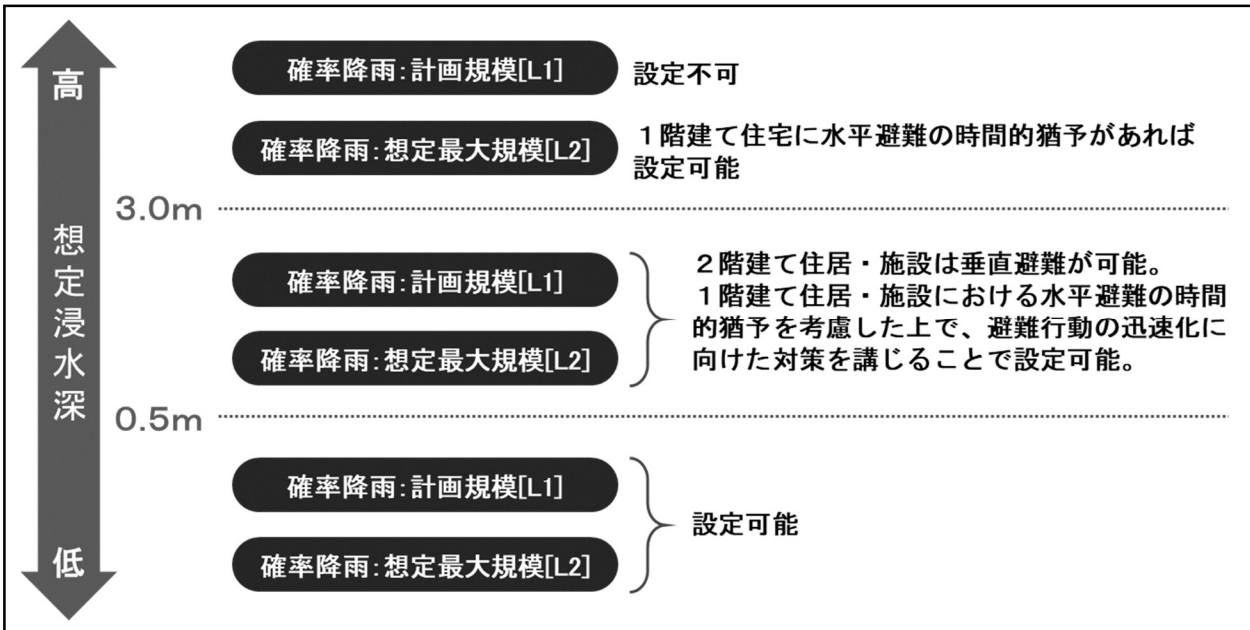 高
想定浸水深
低
確率降雨:計画規模[L1]
設定不可
確率降雨:想定最大規模[L2]
1階建て住宅に水平避難の時間的猶予があれば
設定可能
3.0m
確率降雨:計画規模[L1]
確率降雨:想定最大規模[L2]
2階建て住居・施設は垂直避難が可能。
1階建て住居・施設における水平避難の時間
的猶予を考慮した上で、避難行動の迅速化に
向けた対策を講じることで設定可能。
0.5m
確率降雨:計画規模[L1]
確率降雨:想定最大規模[L2]
設定可能